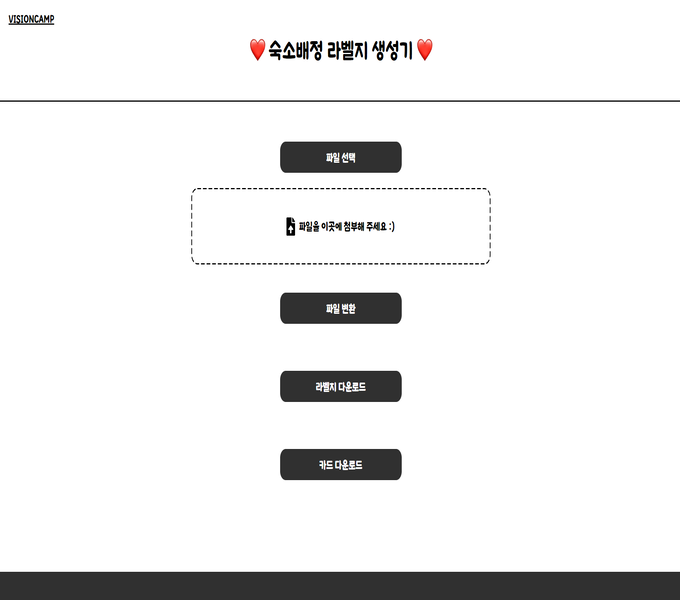 VISIONCAMP
❤️숙소배정 라벨지 생성기❤️
파일 선택
파일을 이곳에 첨부해 주세요 :)
파일 변환
라벨지 다운로드
카드 다운로드